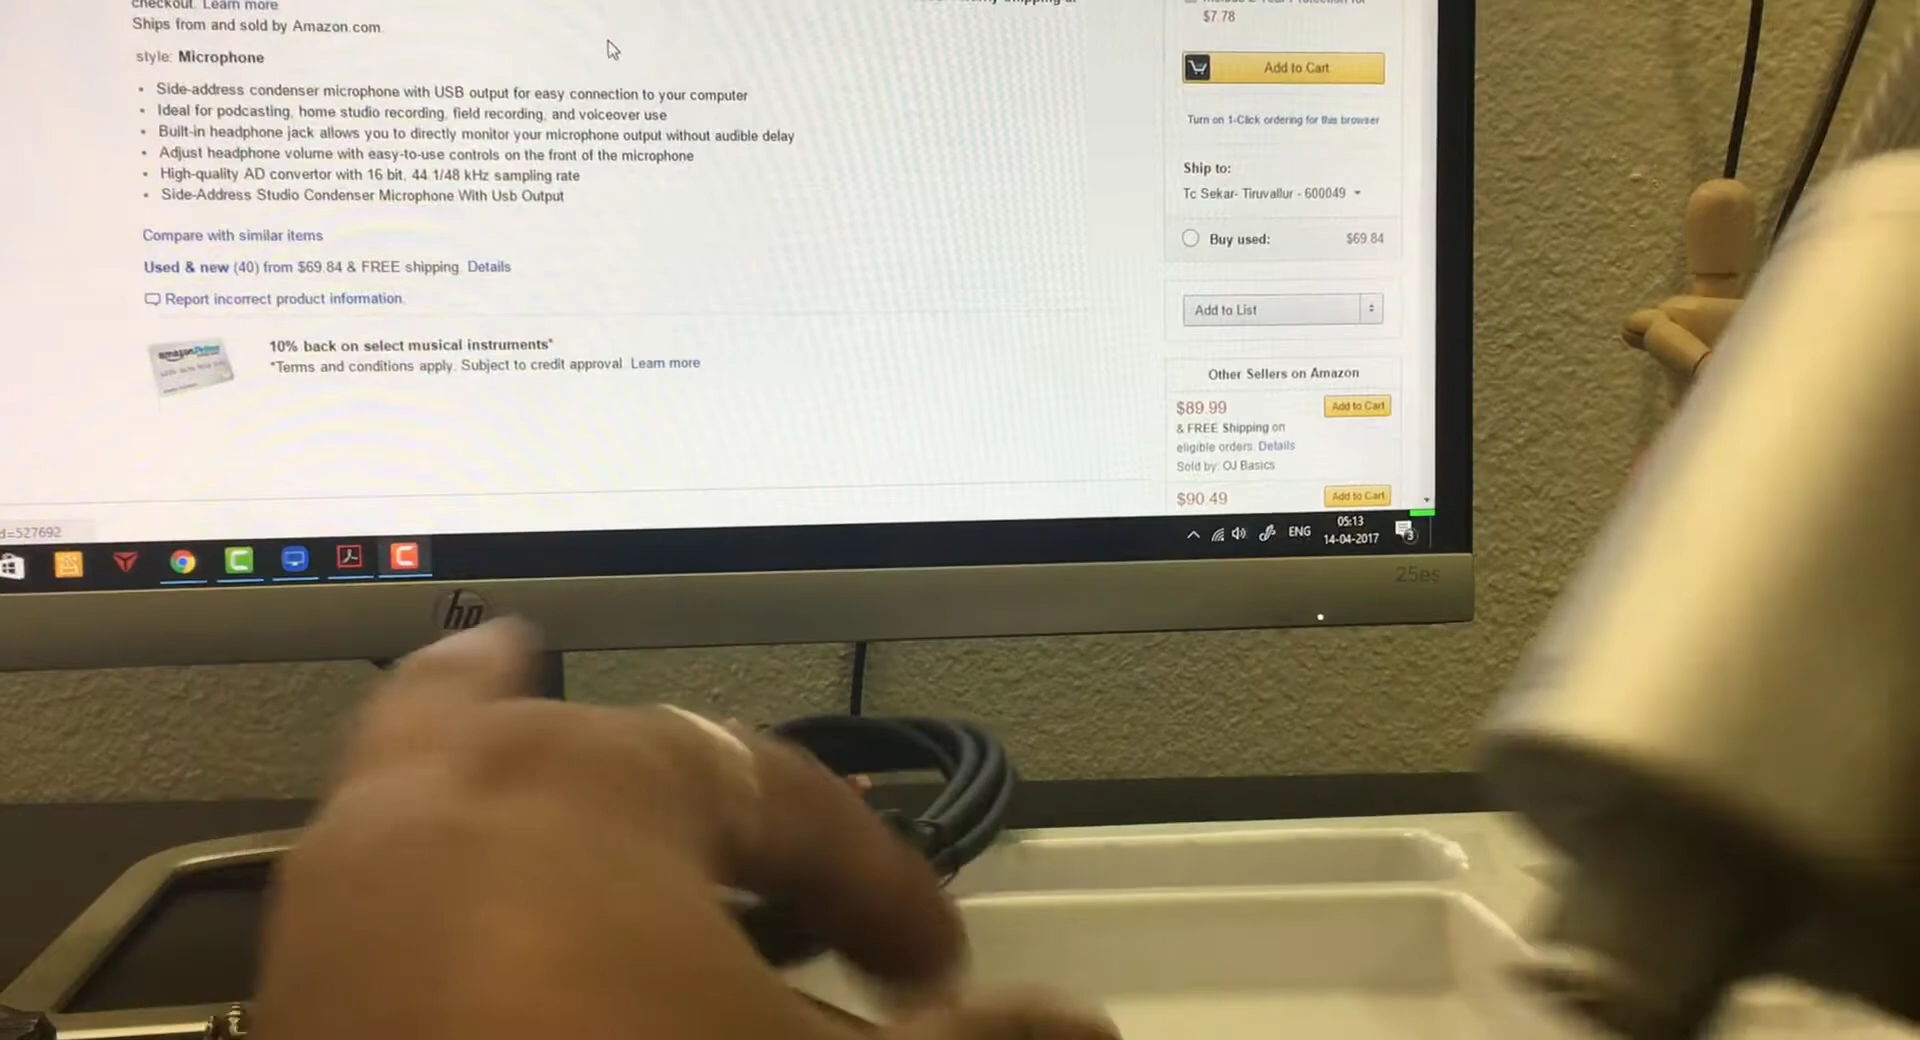 checkout. Learn more
Ships from and sold by Amazon.com
style: Microphone
Side-address condenser microphone with USB output for easy connection to your computer
Ideal for podcasting, home studio recording, field recording, and voiceover use
Built-in headphone jack allows you to directly monitor your microphone output without audible delay
Adjust headphone volume with easy-to-use controls on the front of the microphone
High-quality AD convertor with 16 bit, 44.1/48 kHz sampling rate
Side-Address Studio Condenser Microphone With Usb Output
Compare with similar items
Used & new (40) from $69.84 & FREE shipping. Details
Report incorrect product information.
amazonPrime
10% back on select musical instruments*
*Terms and conditions apply. Subject to credit approval. Learn more
$7.78
Add to Cart
Turn on 1-Click ordering for this browser
Ship to:
Tc Sekar- Tiruvallur - 600049
Buy used: $69.84
Add to List
Other Sellers on Amazon
$89.99 Add to Cart
& FREE Shipping on
eligible orders. Details
Sold by: OJ Basics
$90.49 Add to Cart
d=527692
ENG
05:13
14-04-2017
3
hp
25es